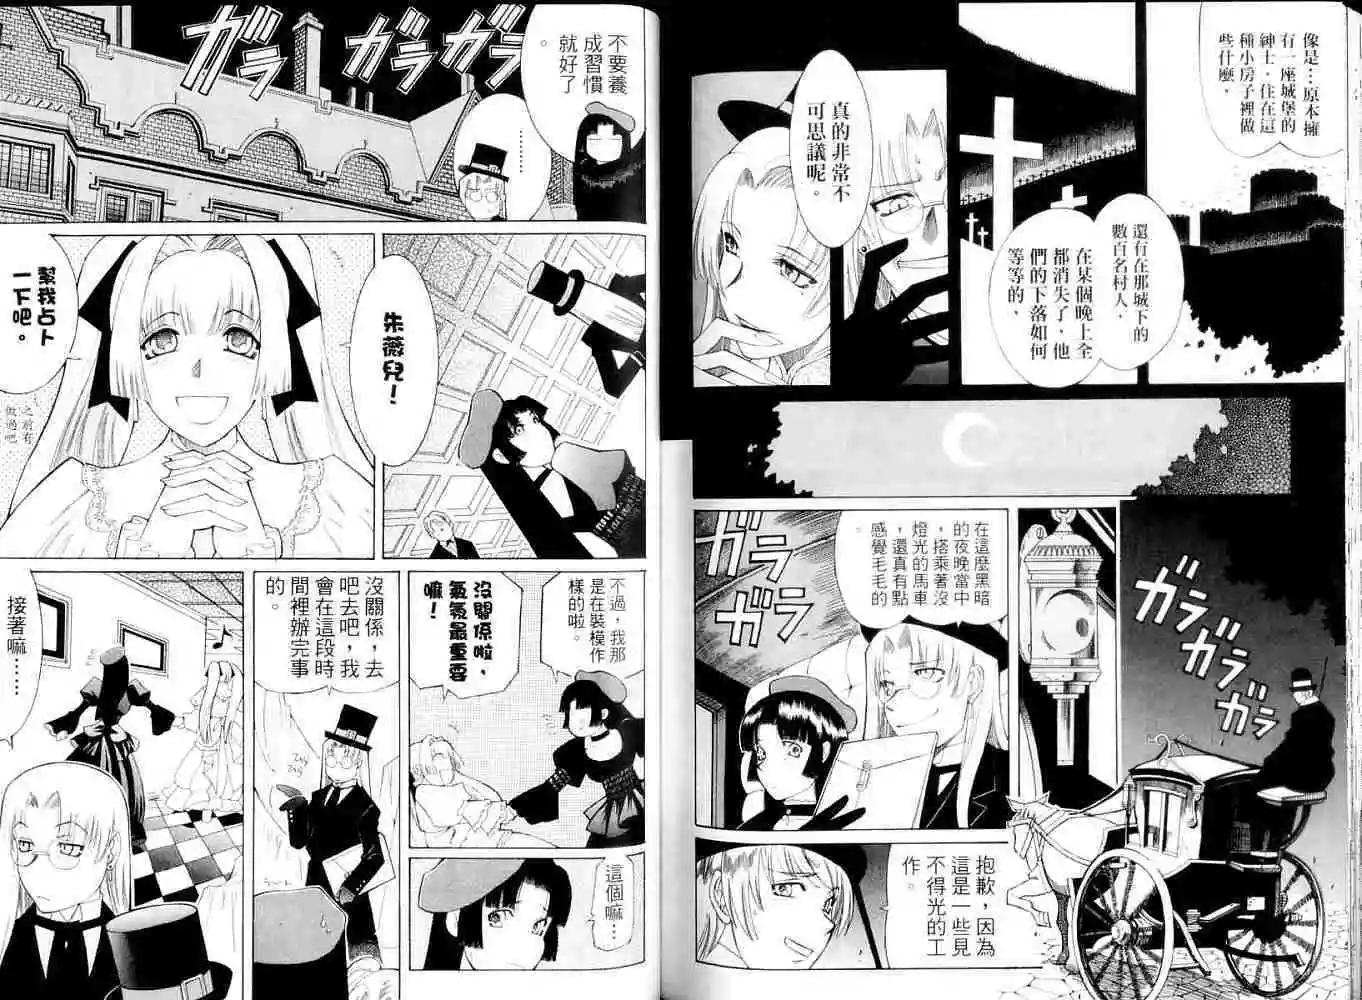 像是…原本擁
有一座城堡的
紳士．住在這
種小房子裡做
些什麼．
還有在那城下的
數百名村人．
在某個晚上全
都消失了．他
們的下落如何
等等的．
真的非常不
可思議呢。
ガラ
ガラ
ガラ
ガラ
ガラ
在這麼黑暗
的夜晚當中
，搭乘著沒
燈光的馬車
，還真有點
感覺毛毛的
。
抱歉，因為
這是一些見
不得光的工
作。
ガラ
ガラ
ガラ
不要養
成習慣
就好了
。
………
朱薇兒！
幫我占卜
一下吧。
之前有
做過吧
不過，我那
是在裝模作
樣的啦。
沒關係啦，
氣氛最重要
嘛！
這個嘛…
沒關係，去
吧去吧，我
會在這段時
間裡辦完事
的。
接著嘛……